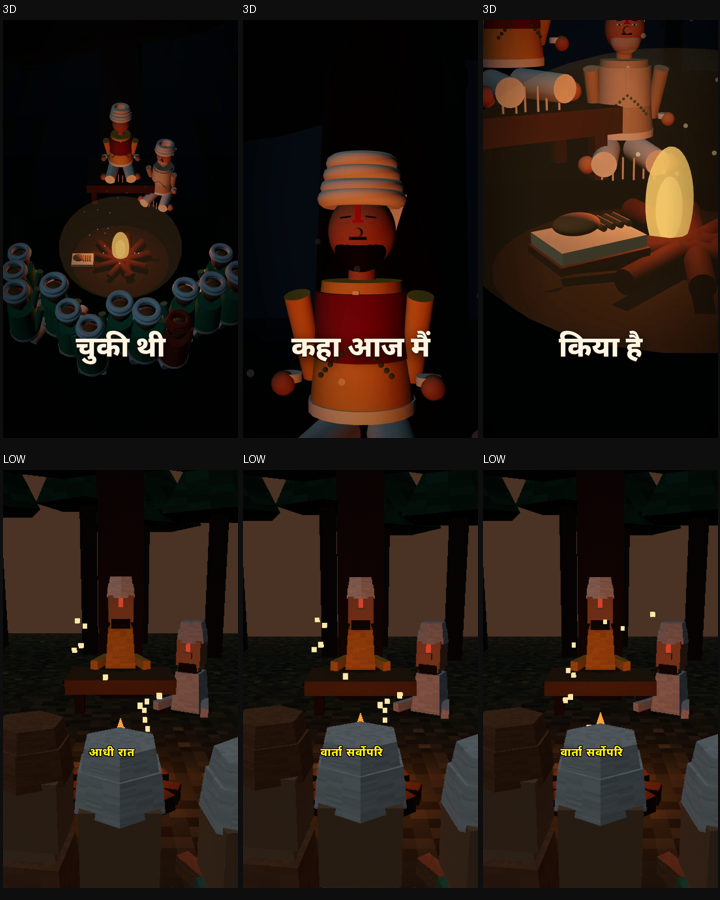 3D
3D
3D
चुकी थी
कहा आज मैं
किया है
LOW
LOW
LOW
आधी रात
वार्ता सर्वोपरि
वार्ता सर्वोपरि